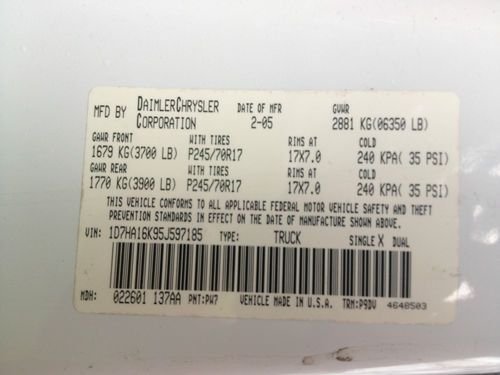 MFD BY DAIMLERCHRYSLER CORPORATION DATE OF MFR 2-05 GVWR 2881 KG(06350 LB)
GAWR FRONT WITH TIRES RIMS AT COLD
1679 KG(3700 LB) P245/70R17 17X7.0 240 KPA( 35 PSI)
GAWR REAR WITH TIRES RIMS AT COLD
1770 KG(3900 LB) P245/70R17 17X7.0 240 KPA( 35 PSI)
THIS VEHICLE CONFORMS TO ALL APPLICABLE FEDERAL MOTOR VEHICLE SAFETY AND THEFT
PREVENTION STANDARDS IN EFFECT ON THE DATE OF MANUFACTURE SHOWN ABOVE.
VIN: 1D7HA16K95J597185 TYPE: TRUCK SINGLE X DUAL
MDH: 022601 137AA PNT:PW7 VEHICLE MADE IN U.S.A. TRM:P9DV 4648503